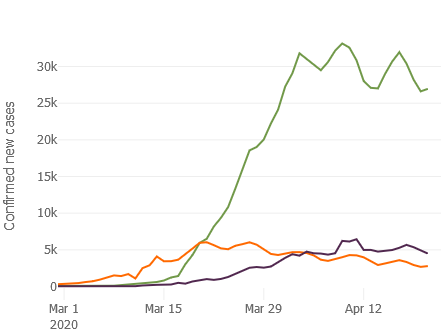 Confirmed new cases
30k
25k
20k
15k
10k
5k
0
Mar 1
2020
Mar 15
Mar 29
Apr 12